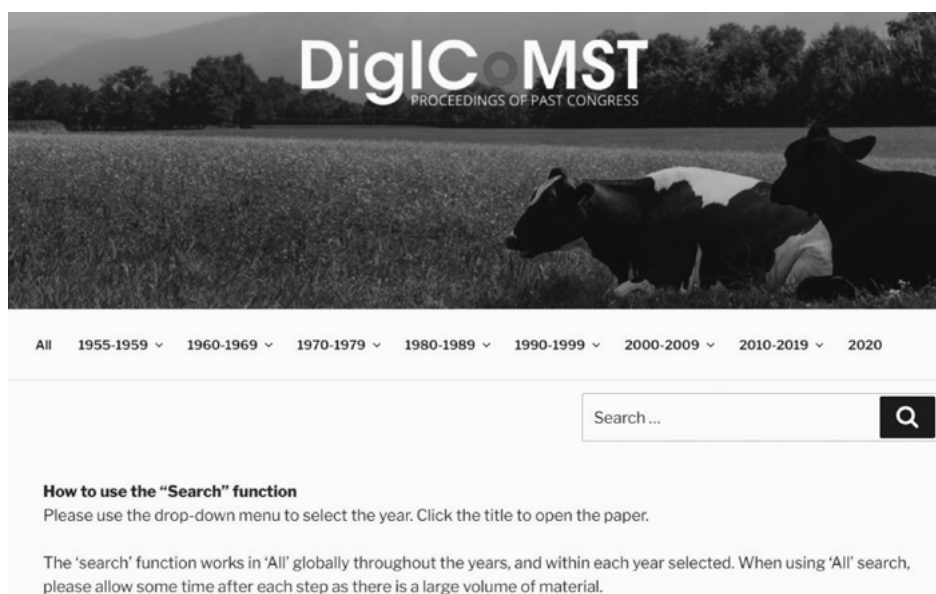 DigICoMST
PROCEEDINGS OF PAST CONGRESS
All 1955-1959 1960-1969 1970-1979 1980-1989 1990-1999 2000-2009 2010-2019 2020
Search ...
How to use the “Search” function
Please use the drop-down menu to select the year. Click the title to open the paper.
The ‘search’ function works in ‘All’ globally throughout the years, and within each year selected. When using ‘All’ search,
please allow some time after each step as there is a large volume of material.